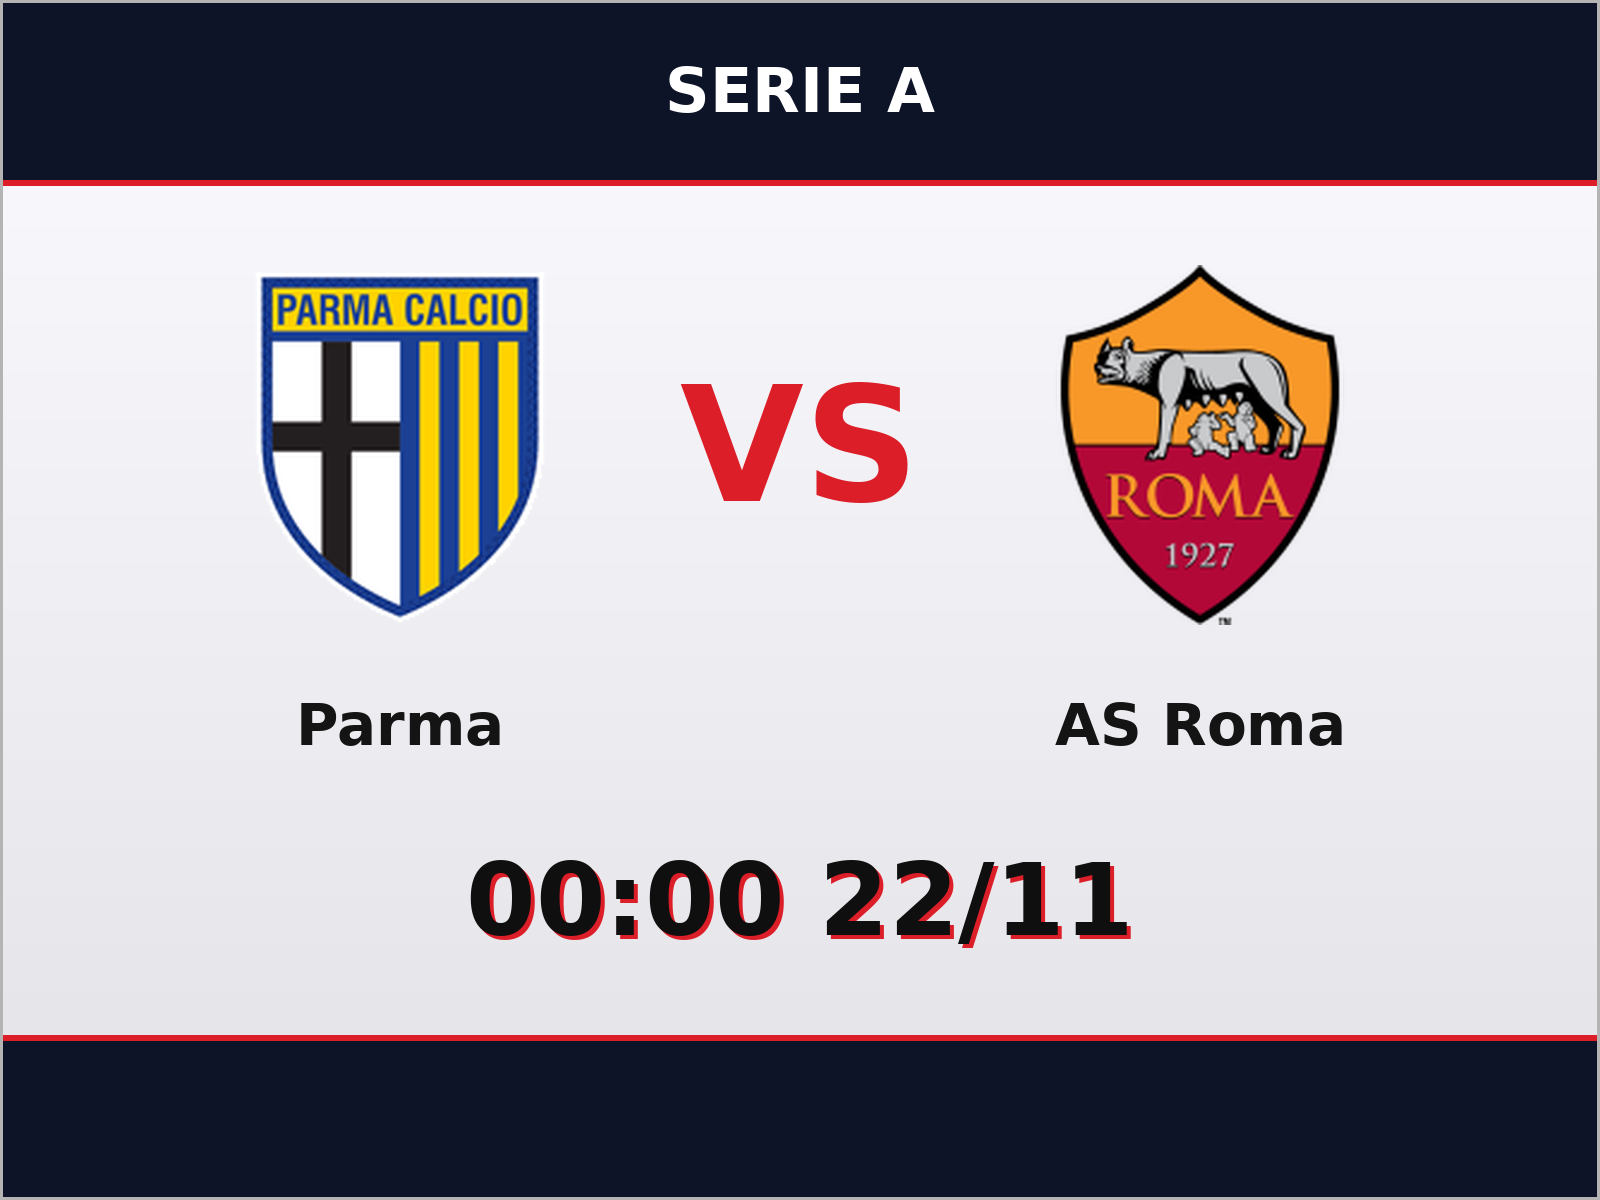 SERIE A
PARMA CALCIO
VS
ROMA
1927
TM
Parma
AS Roma
00:00 22/11